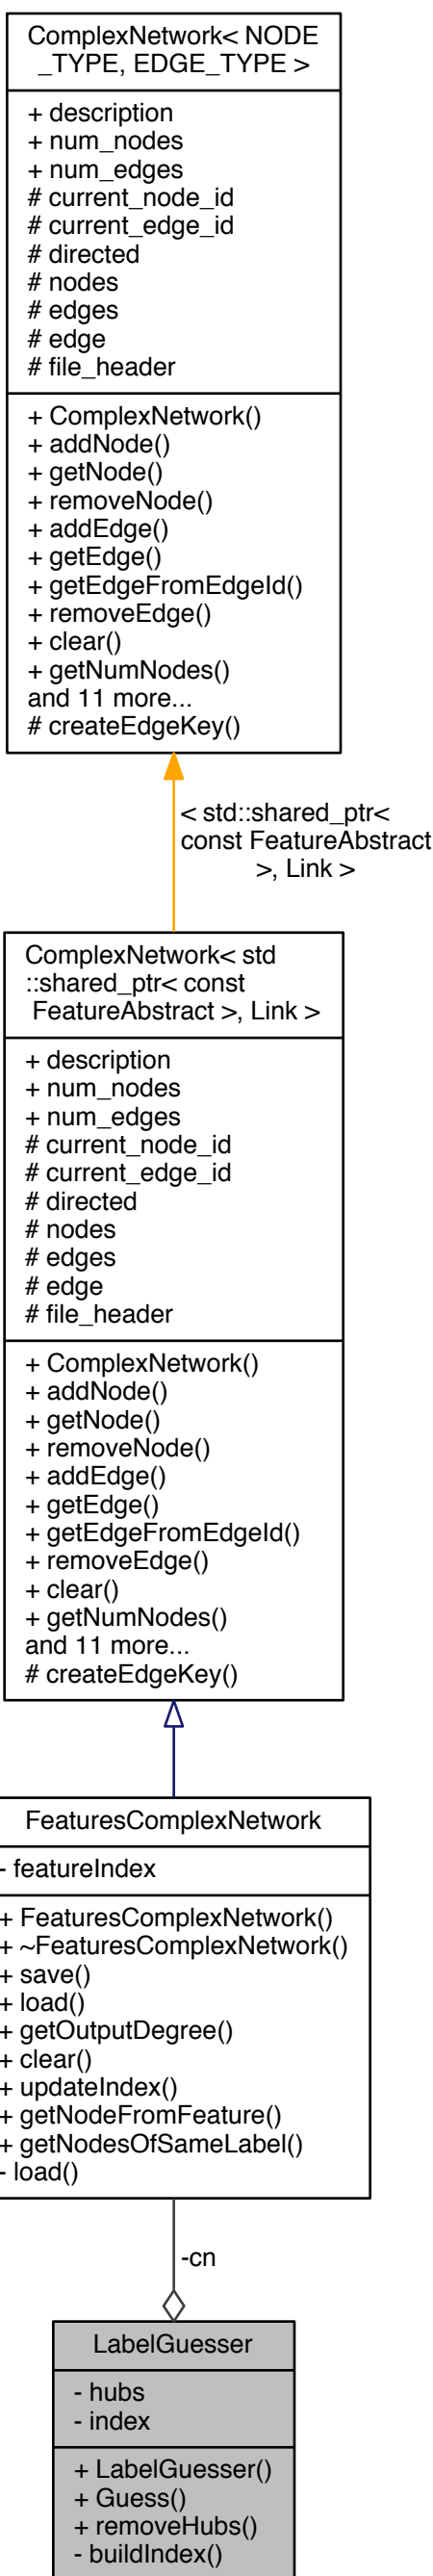 ComplexNetwork< NODE
_TYPE, EDGE_TYPE >
+ description
+ num_nodes
+ num_edges
# current_node_id
# current_edge_id
# directed
# nodes
# edges
# edge
# file_header
+ ComplexNetwork()
+ addNode()
+ getNode()
+ removeNode()
+ addEdge()
+ getEdge()
+ getEdgeFromEdgeId()
+ removeEdge()
+ clear()
+ getNumNodes()
and 11 more...
# createEdgeKey()
< std::shared_ptr<
const FeatureAbstract
>, Link >
ComplexNetwork< std
::shared_ptr< const
FeatureAbstract >, Link >
+ description
+ num_nodes
+ num_edges
# current_node_id
# current_edge_id
# directed
# nodes
# edges
# edge
# file_header
+ ComplexNetwork()
+ addNode()
+ getNode()
+ removeNode()
+ addEdge()
+ getEdge()
+ getEdgeFromEdgeId()
+ removeEdge()
+ clear()
+ getNumNodes()
and 11 more...
# createEdgeKey()
FeaturesComplexNetwork
- featureIndex
+ FeaturesComplexNetwork()
+ ~FeaturesComplexNetwork()
+ save()
+ load()
+ getOutputDegree()
+ clear()
+ updateIndex()
+ getNodeFromFeature()
+ getNodesOfSameLabel()
- load()
-cn
LabelGuesser
- hubs
- index
+ LabelGuesser()
+ Guess()
+ removeHubs()
- buildIndex()